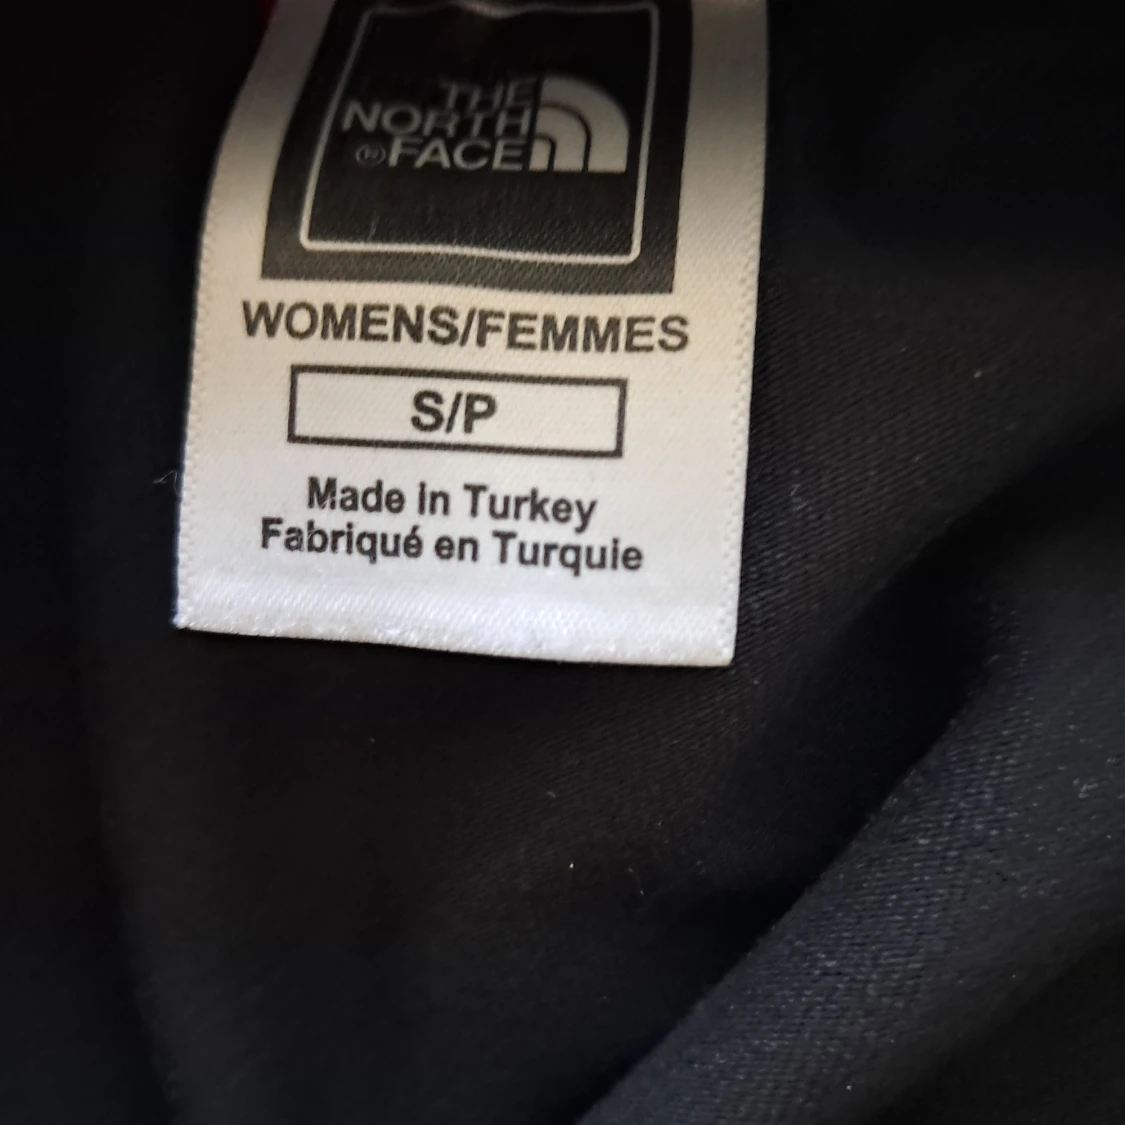 THE
NORTH
®FACE
WOMENS/FEMMES
S/P
Made in Turkey
Fabriqué en Turquie